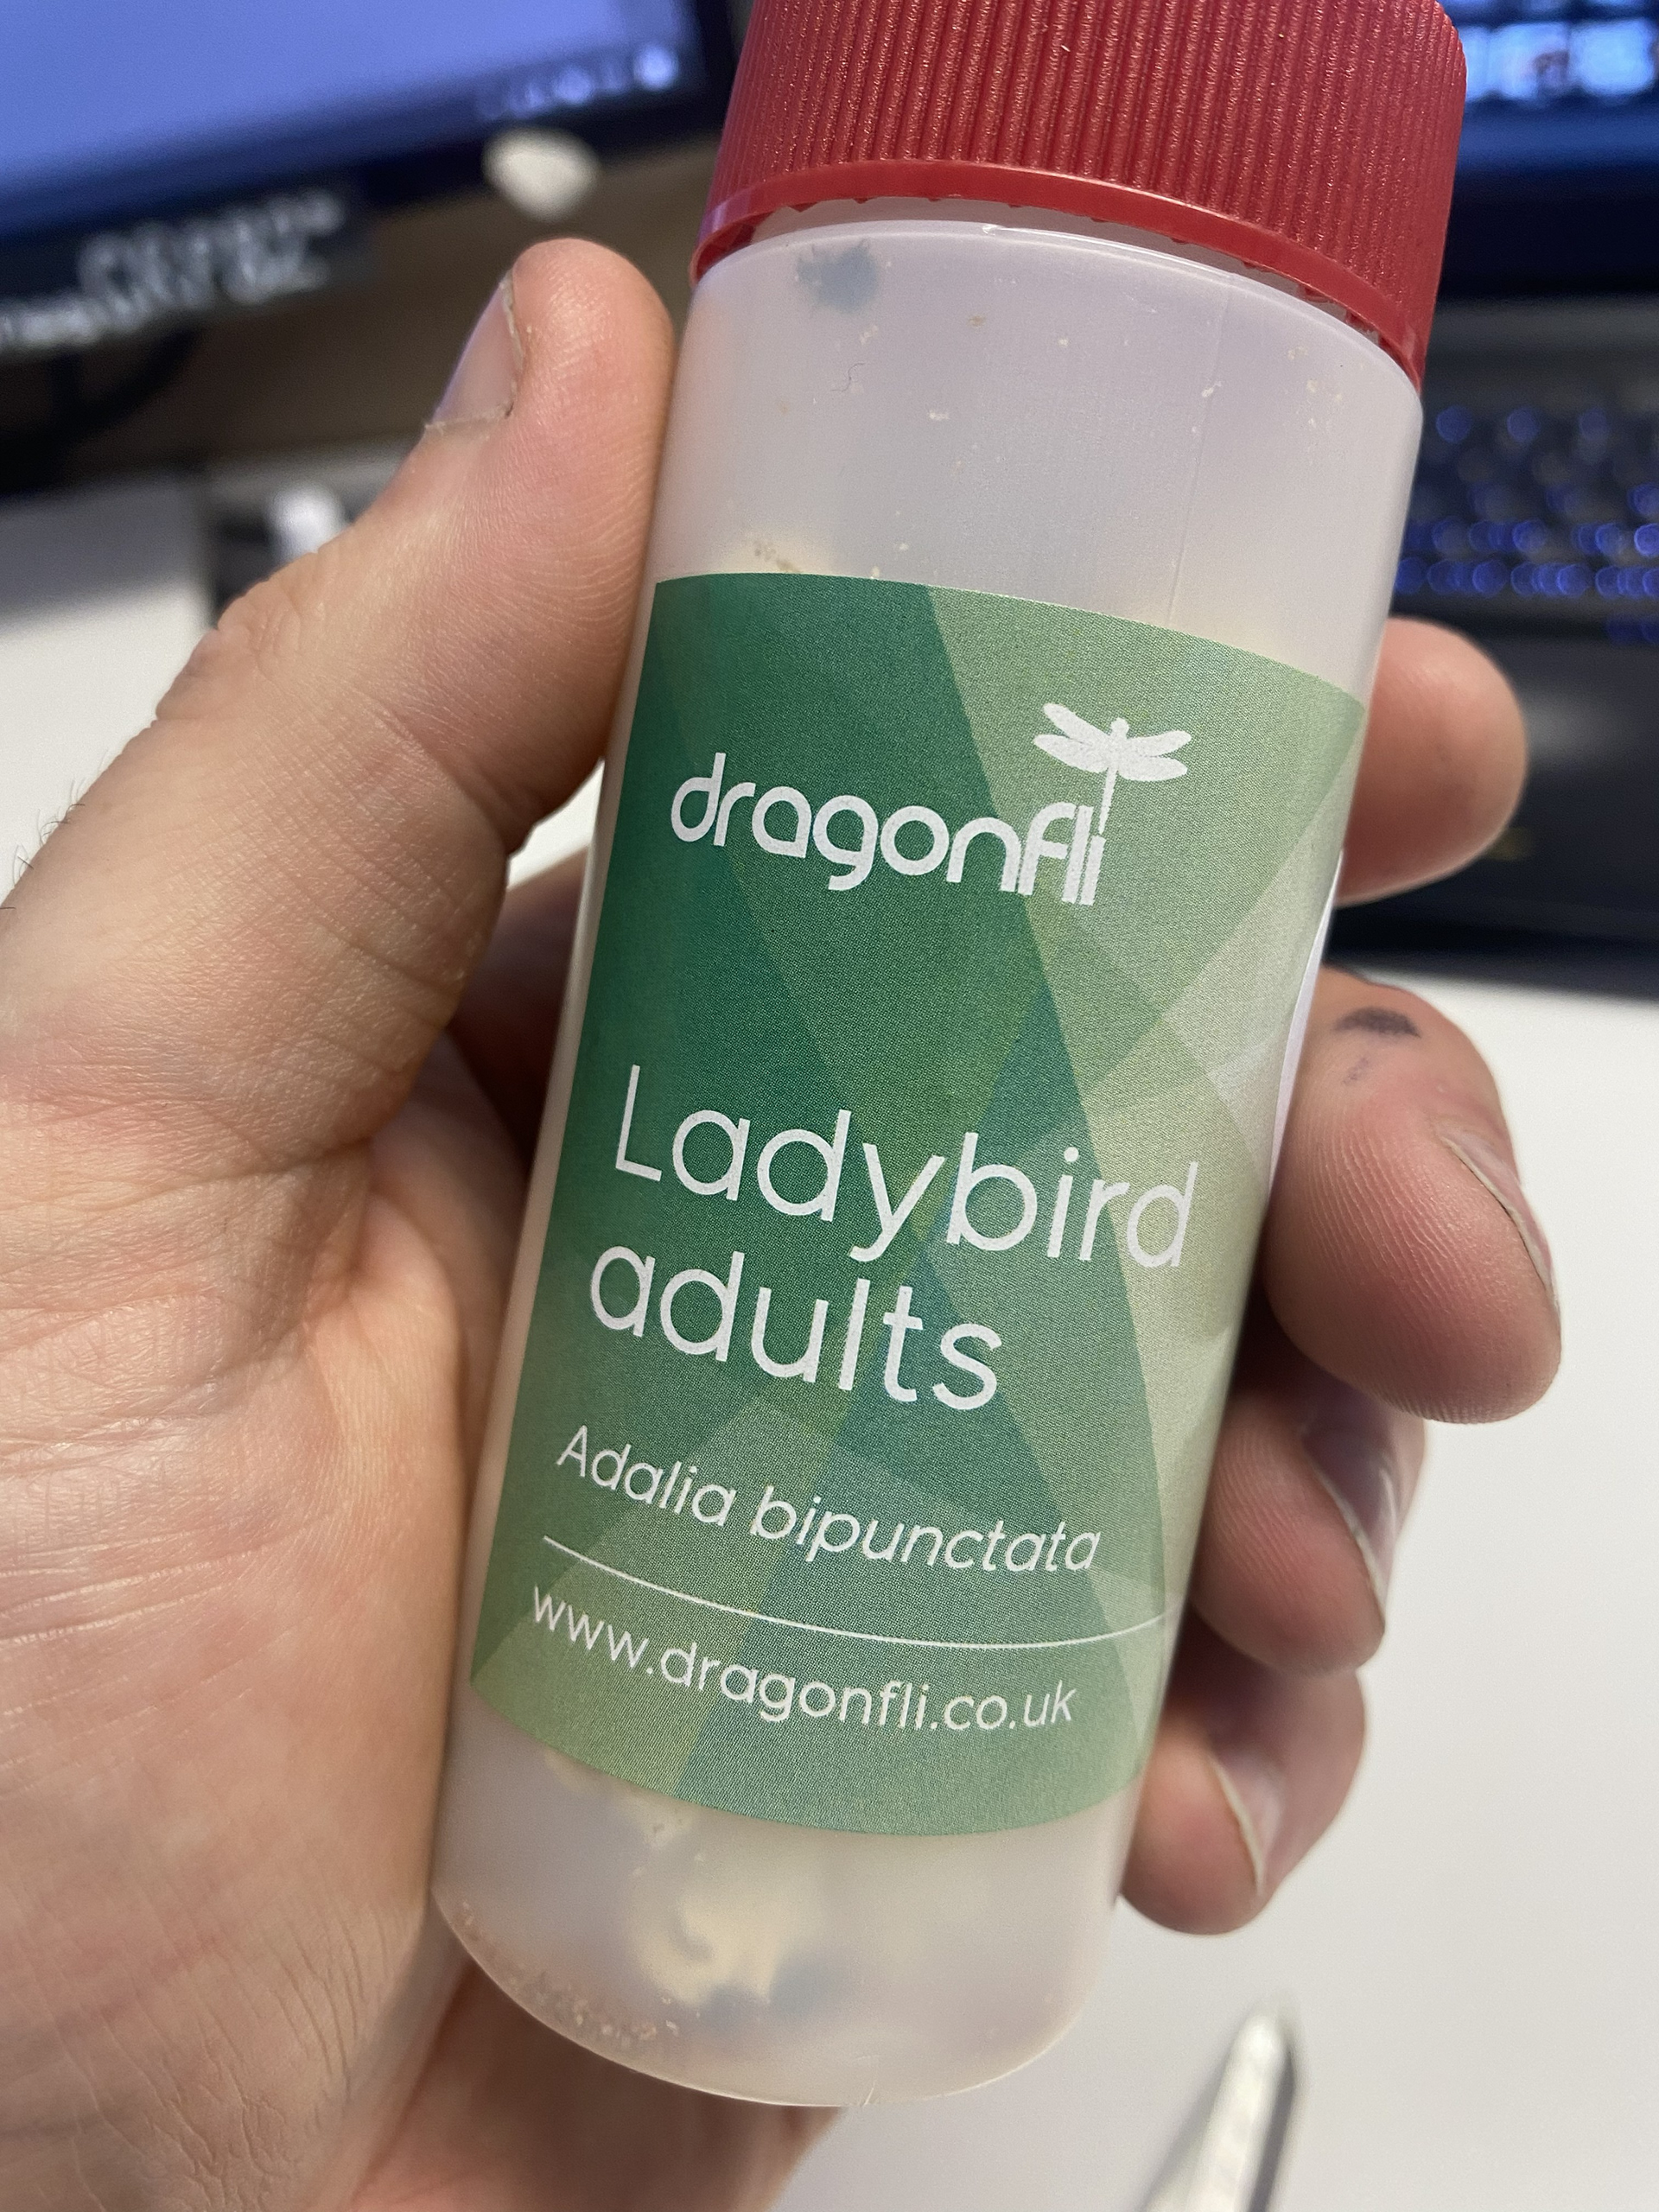 dragonfli
Ladybird
adults
Adalia bipunctata
www.dragonfli.co.uk